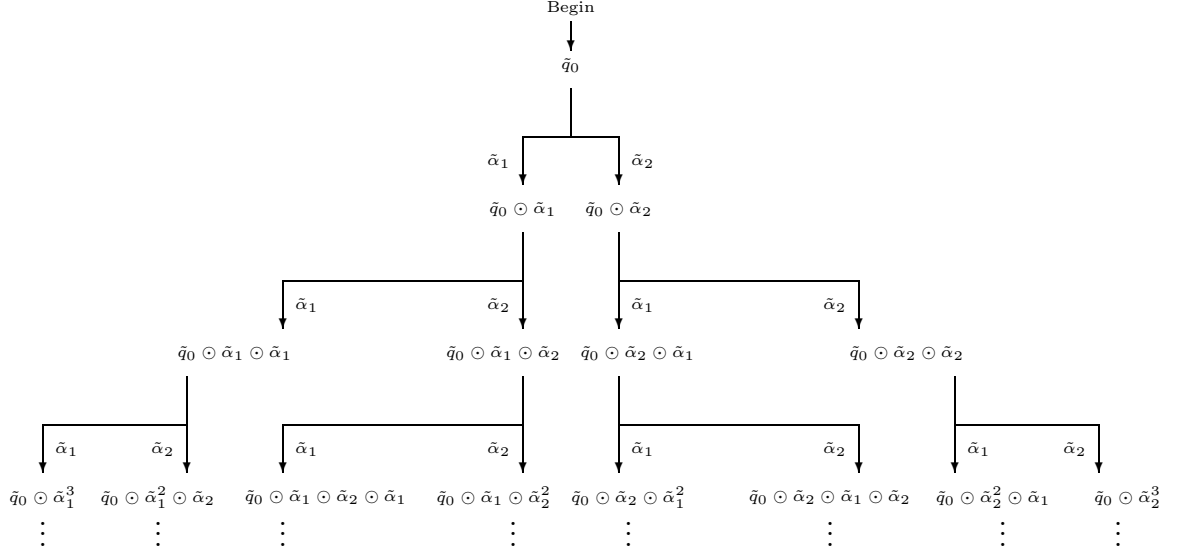 Begin
q̃₀
α̃₁ α̃₂
q̃₀ ⊙ α̃₁ q̃₀ ⊙ α̃₂
α̃₁ α̃₂ α̃₁ α̃₂
q̃₀ ⊙ α̃₁ ⊙ α̃₁ q̃₀ ⊙ α̃₁ ⊙ α̃₂ q̃₀ ⊙ α̃₂ ⊙ α̃₁ q̃₀ ⊙ α̃₂ ⊙ α̃₂
α̃₁ α̃₂ α̃₁ α̃₂ α̃₁ α̃₂ α̃₁ α̃₂
q̃₀ ⊙ α̃₁³ q̃₀ ⊙ α̃₁² ⊙ α̃₂ q̃₀ ⊙ α̃₁ ⊙ α̃₂ ⊙ α̃₁ q̃₀ ⊙ α̃₁ ⊙ α̃₂² q̃₀ ⊙ α̃₂ ⊙ α̃₁² q̃₀ ⊙ α̃₂ ⊙ α̃₁ ⊙ α̃₂ q̃₀ ⊙ α̃₂² ⊙ α̃₁ q̃₀ ⊙ α̃₂³
⋮ ⋮ ⋮ ⋮ ⋮ ⋮ ⋮ ⋮